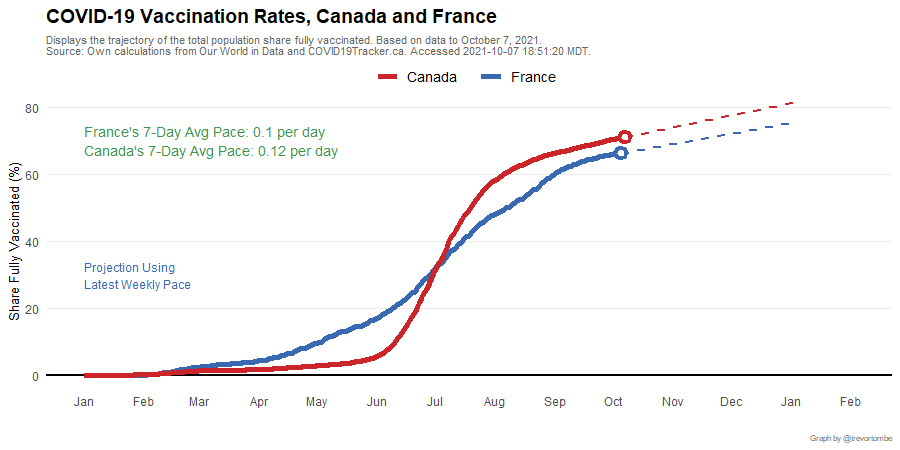 COVID-19 Vaccination Rates, Canada and France
Displays the trajectory of the total population share fully vaccinated. Based on data to October 7, 2021.
Source: Own calculations from Our World in Data and COVID19Tracker.ca. Accessed 2021-10-07 18:51:20 MDT.
Canada France
80
France's 7-Day Avg Pace: 0.1 per day
Canada's 7-Day Avg Pace: 0.12 per day
60
Share Fully Vaccinated (%)
40
Projection Using
Latest Weekly Pace
20
0
Jan Feb Mar Apr May Jun Jul Aug Sep Oct Nov Dec Jan Feb
Graph by @trevortombe